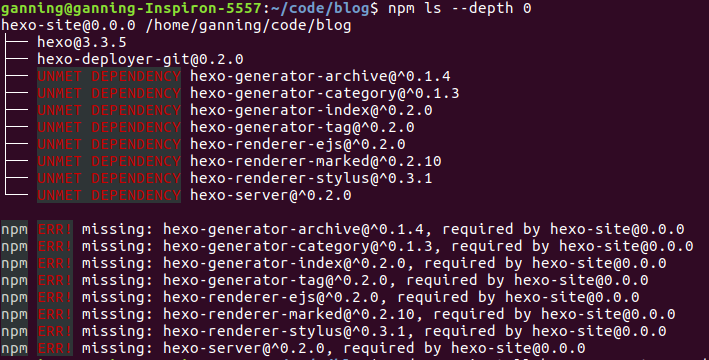 ganning@ganning-Inspiron-5557:~/code/blog$ npm ls --depth 0
hexo-site@0.0.0 /home/ganning/code/blog
├── hexo@3.3.5
├── hexo-deployer-git@0.2.0
├── UNMET DEPENDENCY hexo-generator-archive@^0.1.4
├── UNMET DEPENDENCY hexo-generator-category@^0.1.3
├── UNMET DEPENDENCY hexo-generator-index@^0.2.0
├── UNMET DEPENDENCY hexo-generator-tag@^0.2.0
├── UNMET DEPENDENCY hexo-renderer-ejs@^0.2.0
├── UNMET DEPENDENCY hexo-renderer-marked@^0.2.10
├── UNMET DEPENDENCY hexo-renderer-stylus@^0.3.1
└── UNMET DEPENDENCY hexo-server@^0.2.0
npm ERR! missing: hexo-generator-archive@^0.1.4, required by hexo-site@0.0.0
npm ERR! missing: hexo-generator-category@^0.1.3, required by hexo-site@0.0.0
npm ERR! missing: hexo-generator-index@^0.2.0, required by hexo-site@0.0.0
npm ERR! missing: hexo-generator-tag@^0.2.0, required by hexo-site@0.0.0
npm ERR! missing: hexo-renderer-ejs@^0.2.0, required by hexo-site@0.0.0
npm ERR! missing: hexo-renderer-marked@^0.2.10, required by hexo-site@0.0.0
npm ERR! missing: hexo-renderer-stylus@^0.3.1, required by hexo-site@0.0.0
npm ERR! missing: hexo-server@^0.2.0, required by hexo-site@0.0.0